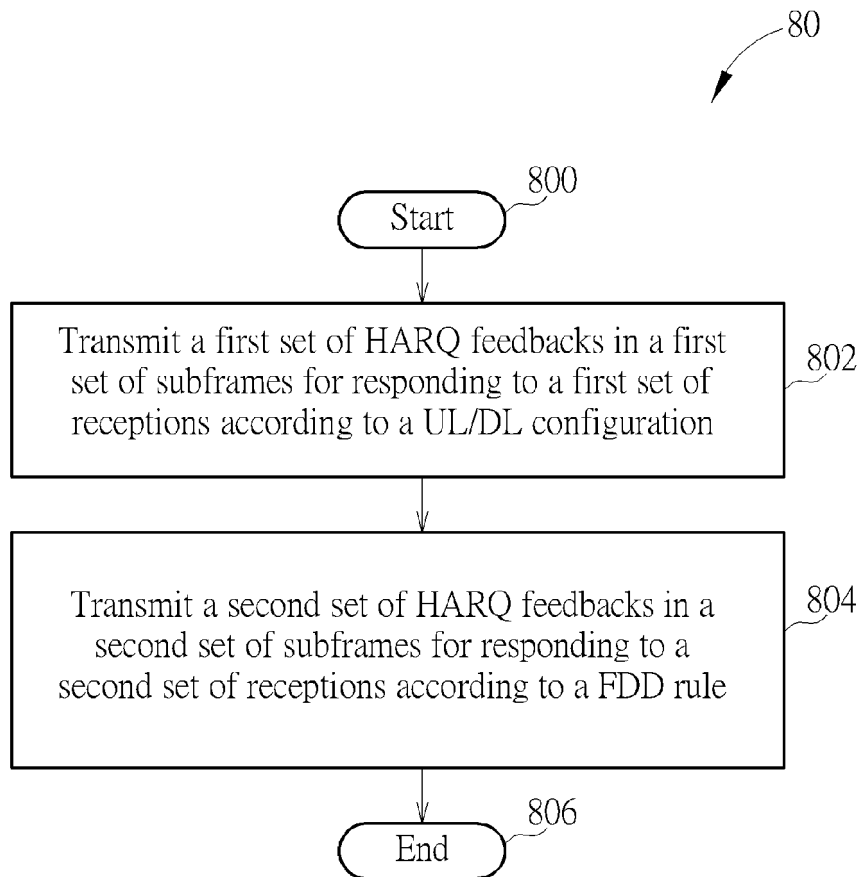 80
800
Start
Transmit a first set of HARQ feedbacks in a first
set of subframes for responding to a first set of
receptions according to a UL/DL configuration
802
Transmit a second set of HARQ feedbacks in a
second set of subframes for responding to a
second set of receptions according to a FDD rule
804
806
End